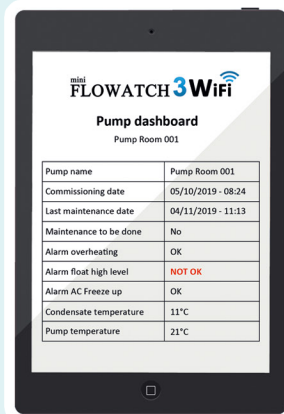 mini
FLOWATCH 3 WiFi
Pump dashboard
Pump Room 001
Pump name Pump Room 001
Commissioning date 05/10/2019 - 08:24
Last maintenance date 04/11/2019 - 11:13
Maintenance to be done No
Alarm overheating OK
Alarm float high level NOT OK
Alarm AC Freeze up OK
Condensate temperature 11°C
Pump temperature 21°C